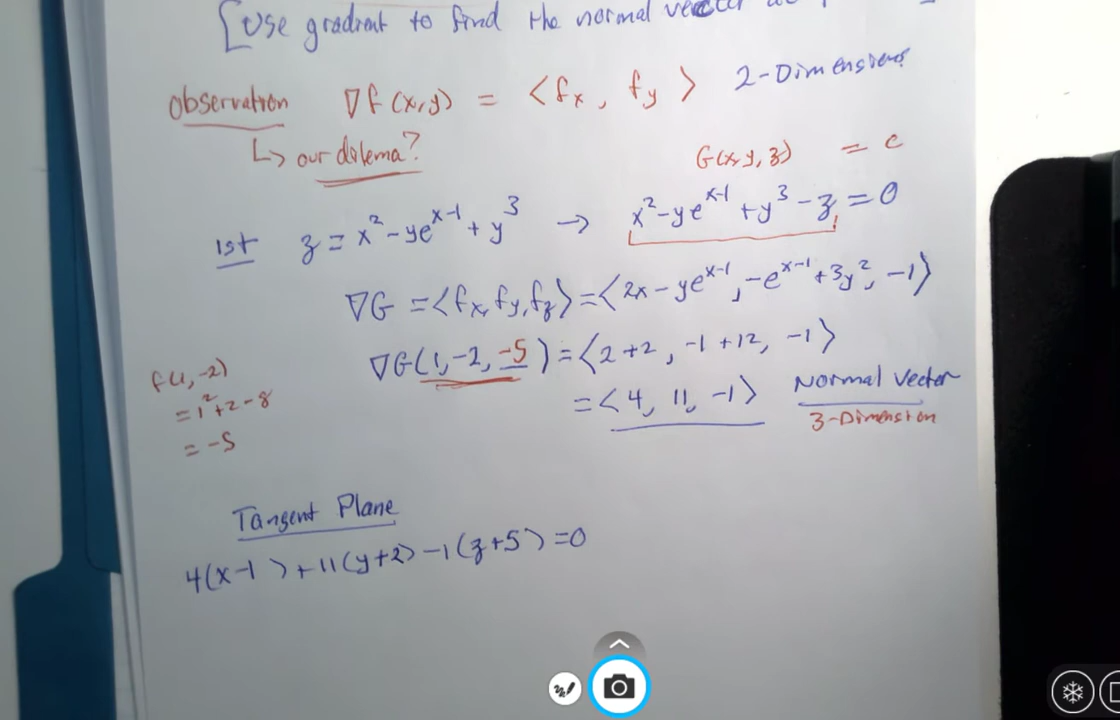 [Use gradient to find the normal vector
Observation ∇f(x,y) = <fx, fy> 2-Dimensions
↳ our dilema?
G(x,y,z) = c
1st z = x² - ye^(x-1) + y³ → x² - ye^(x-1) + y³ - z = 0
∇G = <fx, fy, fz> = <2x - ye^(x-1), -e^(x-1) + 3y², -1>
∇G(1, -2, -5) = <2+2, -1+12, -1>
= <4, 11, -1> Normal Vector
3-Dimension
f(1, -2)
= 1² + 2 - 8
= -5
Tangent Plane
4(x-1) + 11(y+2) - 1(z+5) = 0